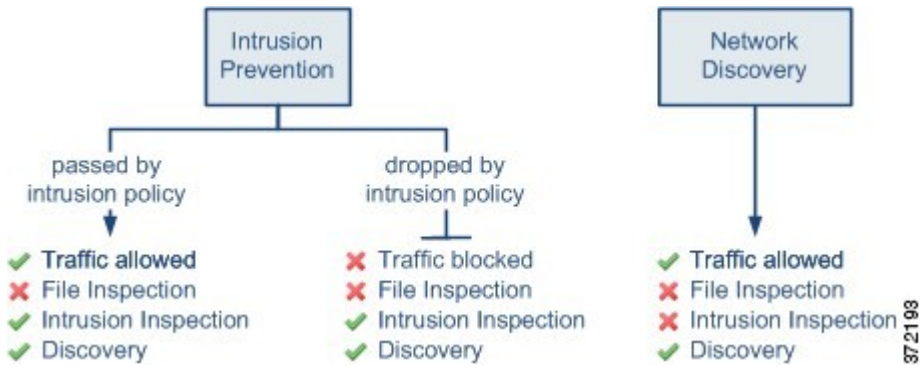 Intrusion
Prevention
Network
Discovery
passed by
intrusion policy
dropped by
intrusion policy
Traffic allowed
File Inspection
Intrusion Inspection
Discovery
Traffic blocked
File Inspection
Intrusion Inspection
Discovery
Traffic allowed
File Inspection
Intrusion Inspection
Discovery
372193